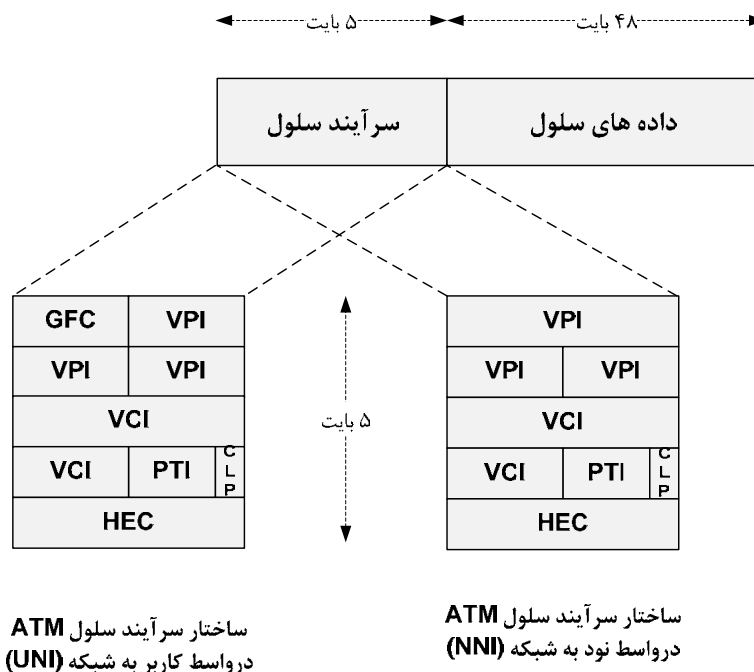 ۵ بایت
۴۸ بایت
سرآیند سلول
داده های سلول
GFC VPI
VPI VPI
VCI
VCI PTI CLP
HEC
۵ بایت
VPI
VPI VPI
VCI
VCI PTI CLP
HEC
ساختار سرآیند سلول ATM
درواسط کاربر به شبکه (UNI)
ساختار سرآیند سلول ATM
درواسط نود به شبکه (NNI)